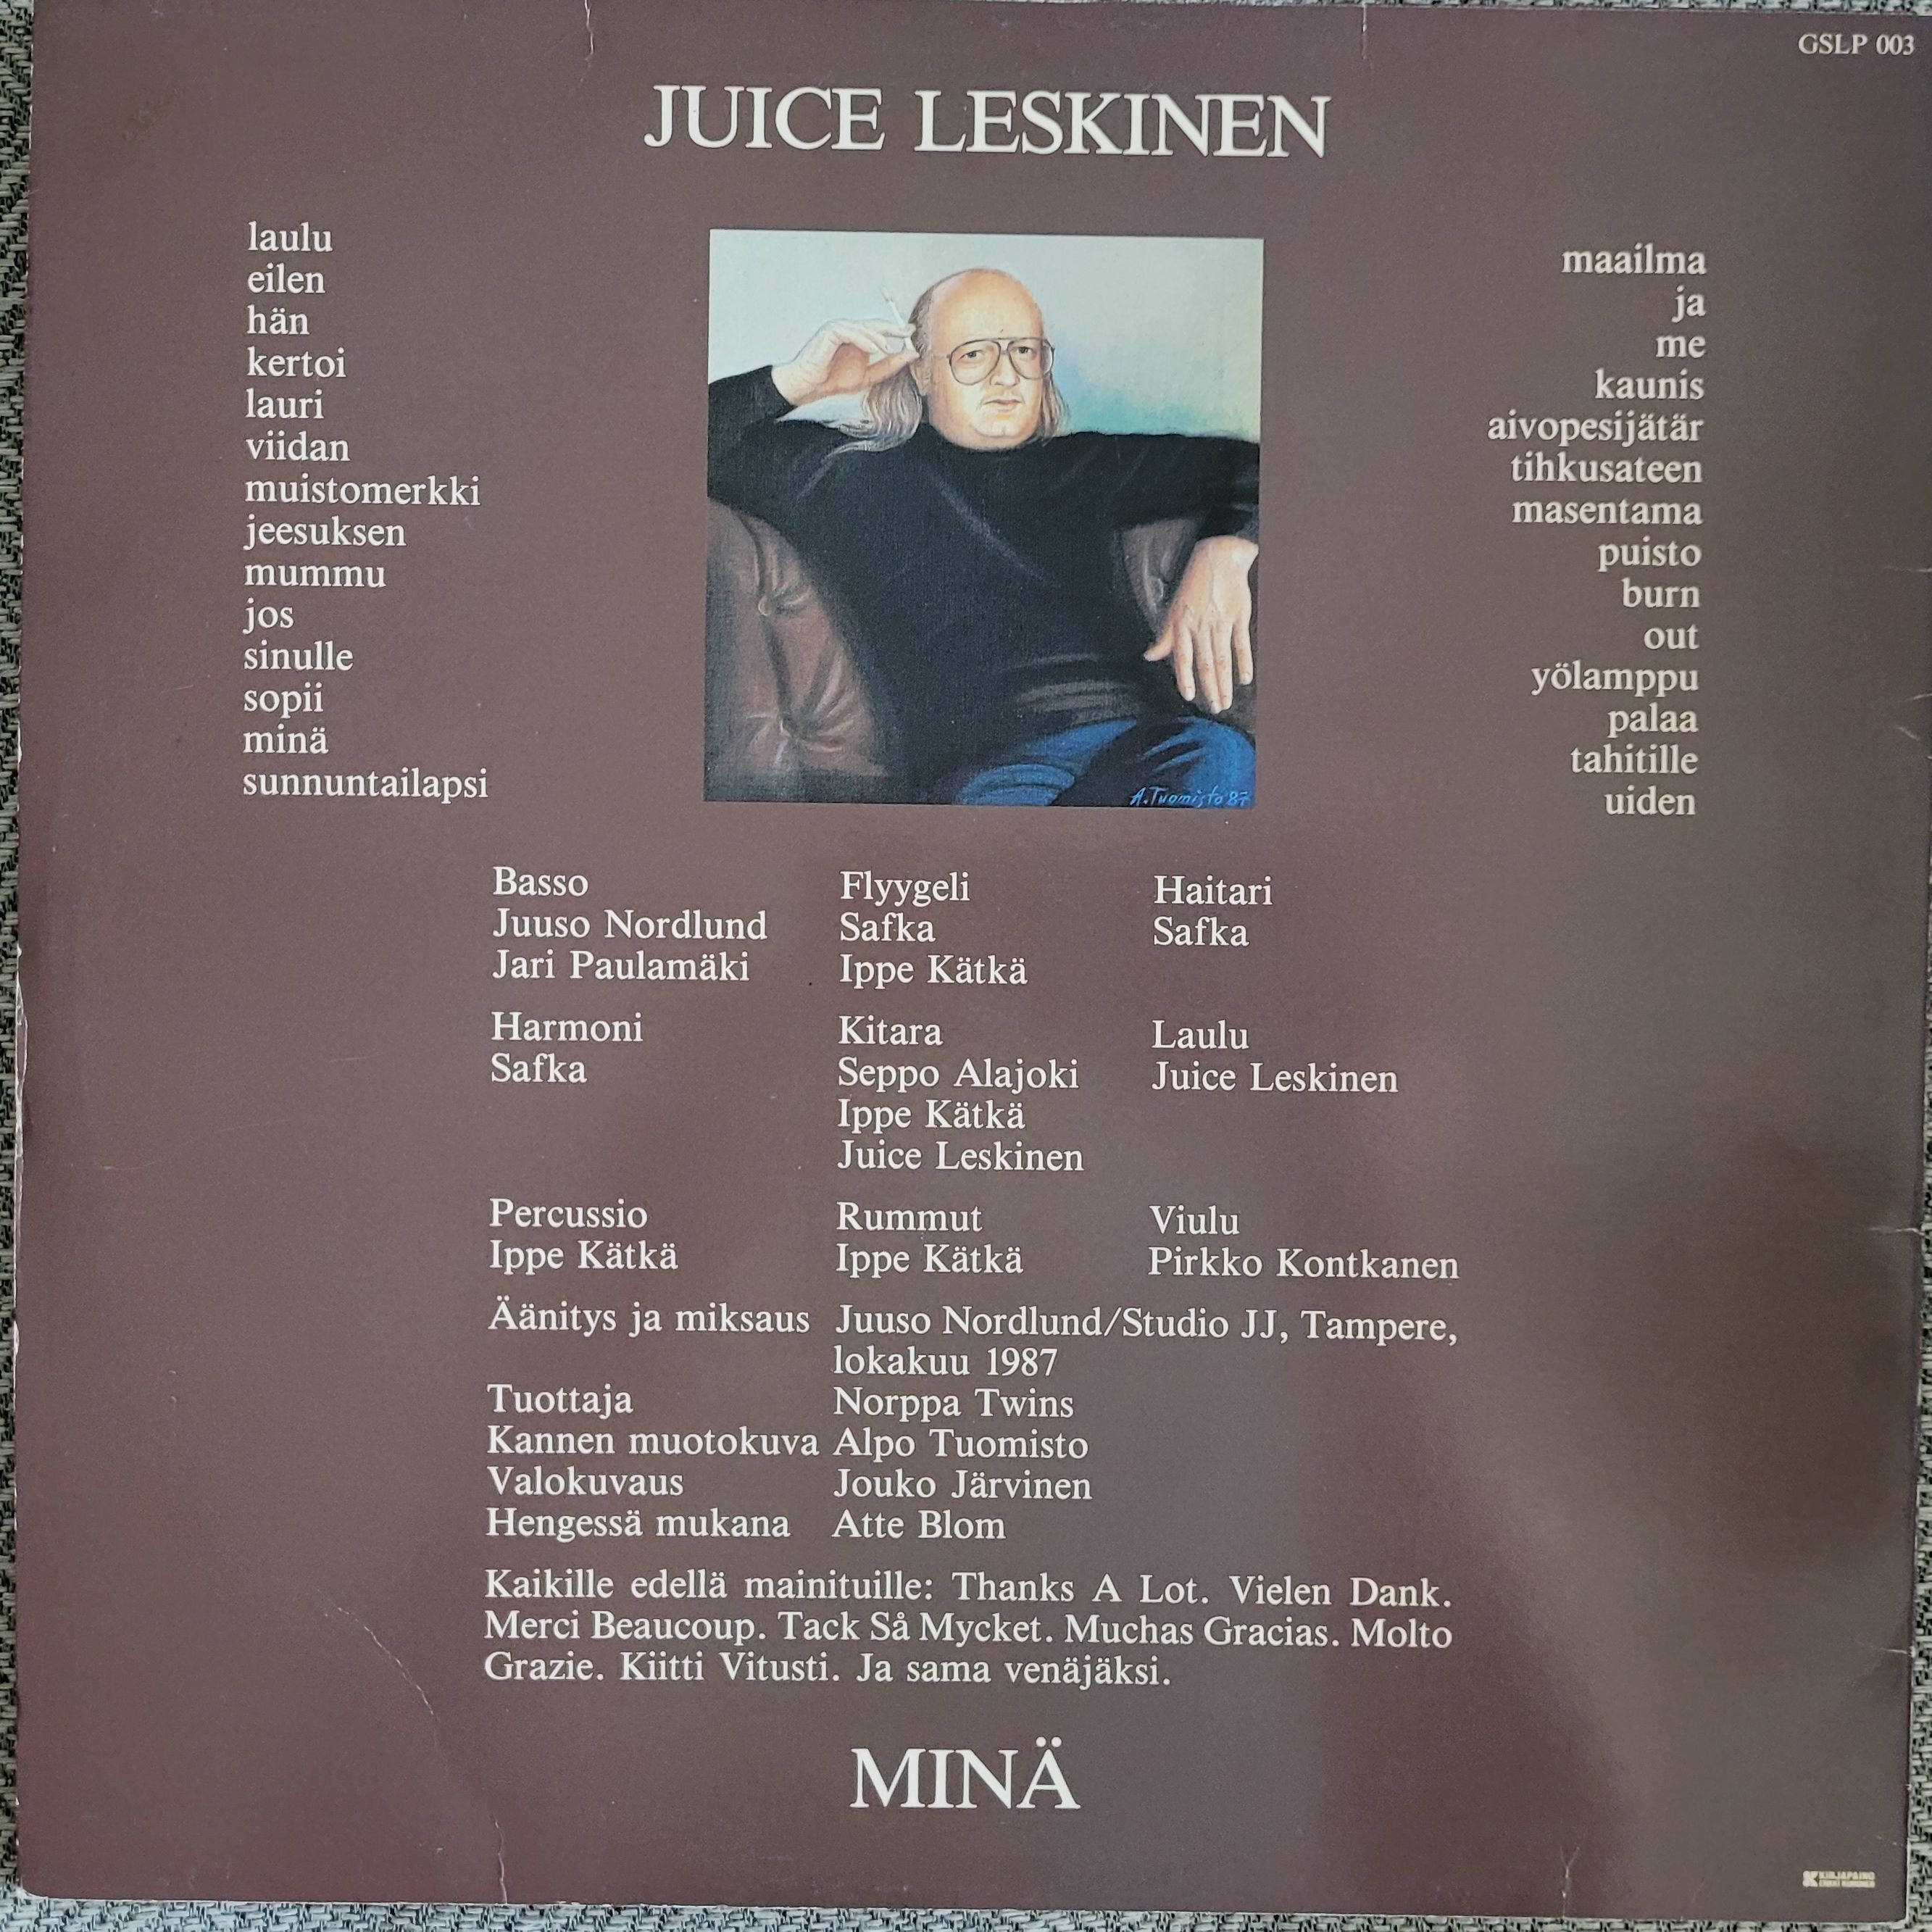 GSLP 003
JUICE LESKINEN
laulu
eilen
hän
kertoi
lauri
viidan
muistomerkki
jeesuksen
mummu
jos
sinulle
sopii
minä
sunnuntailapsi
maailma
ja
me
kaunis
aivopesijätär
tihkusateen
masentama
puisto
burn
out
yölamppu
palaa
tahitille
uiden
A.Tuomisto 87
Basso
Juuso Nordlund
Jari Paulamäki
Flyygeli
Safka
Ippe Kätkä
Haitari
Safka
Harmoni
Safka
Kitara
Seppo Alajoki
Ippe Kätkä
Juice Leskinen
Laulu
Juice Leskinen
Percussio
Ippe Kätkä
Rummut
Ippe Kätkä
Viulu
Pirkko Kontkanen
Äänitys ja miksaus Juuso Nordlund/Studio JJ, Tampere,
lokakuu 1987
Tuottaja Norppa Twins
Kannen muotokuva Alpo Tuomisto
Valokuvaus Jouko Järvinen
Hengessä mukana Atte Blom
Kaikille edellä mainituille: Thanks A Lot. Vielen Dank.
Merci Beaucoup. Tack Så Mycket. Muchas Gracias. Molto
Grazie. Kiitti Vitusti. Ja sama venäjäksi.
MINÄ
KIRJAPAINO